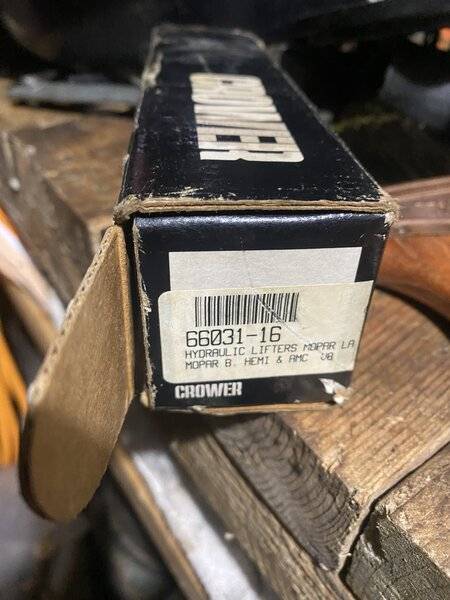 CROWER
66031-16
HYDRAULIC LIFTERS MOPAR LA
MOPAR B, HEMI & AMC V8
CROWER